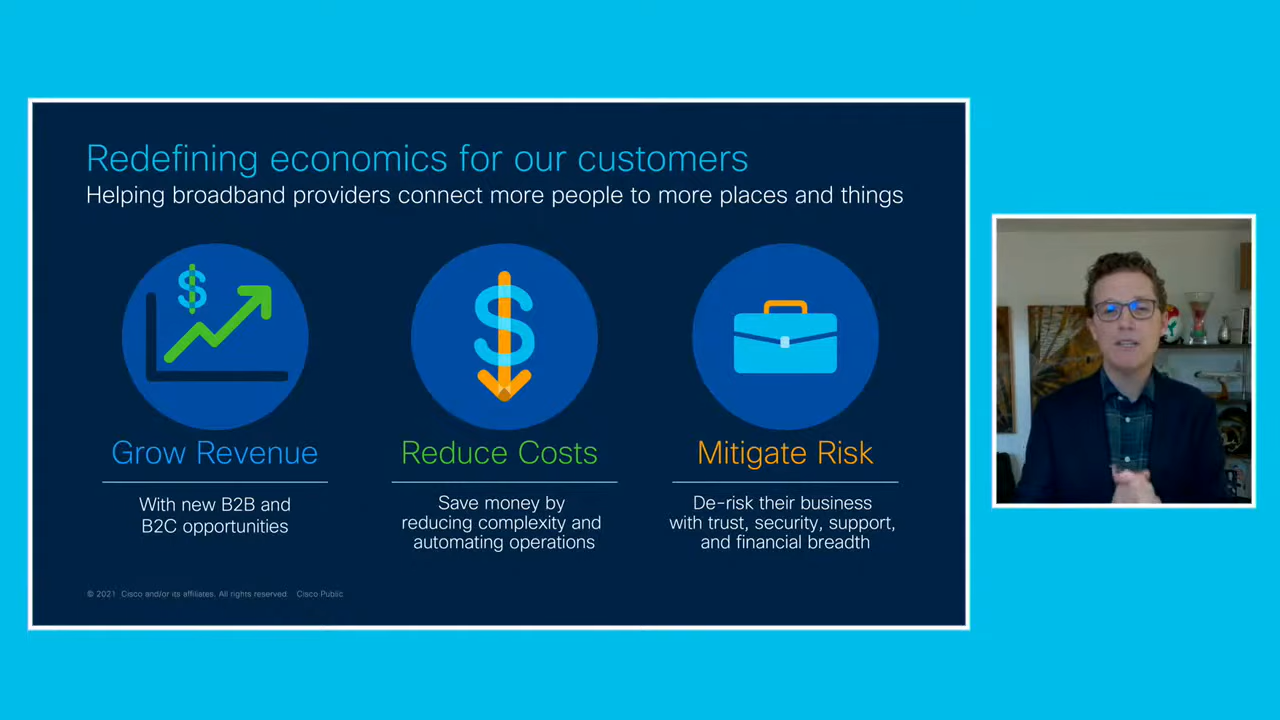 Redefining economics for our customers
Helping broadband providers connect more people to more places and things
$
$
Grow Revenue
Reduce Costs
Mitigate Risk
With new B2B and
B2C opportunities
Save money by
reducing complexity and
automating operations
De-risk their business
with trust, security, support,
and financial breadth
© 2021 Cisco and/or its affiliates. All rights reserved. Cisco Public